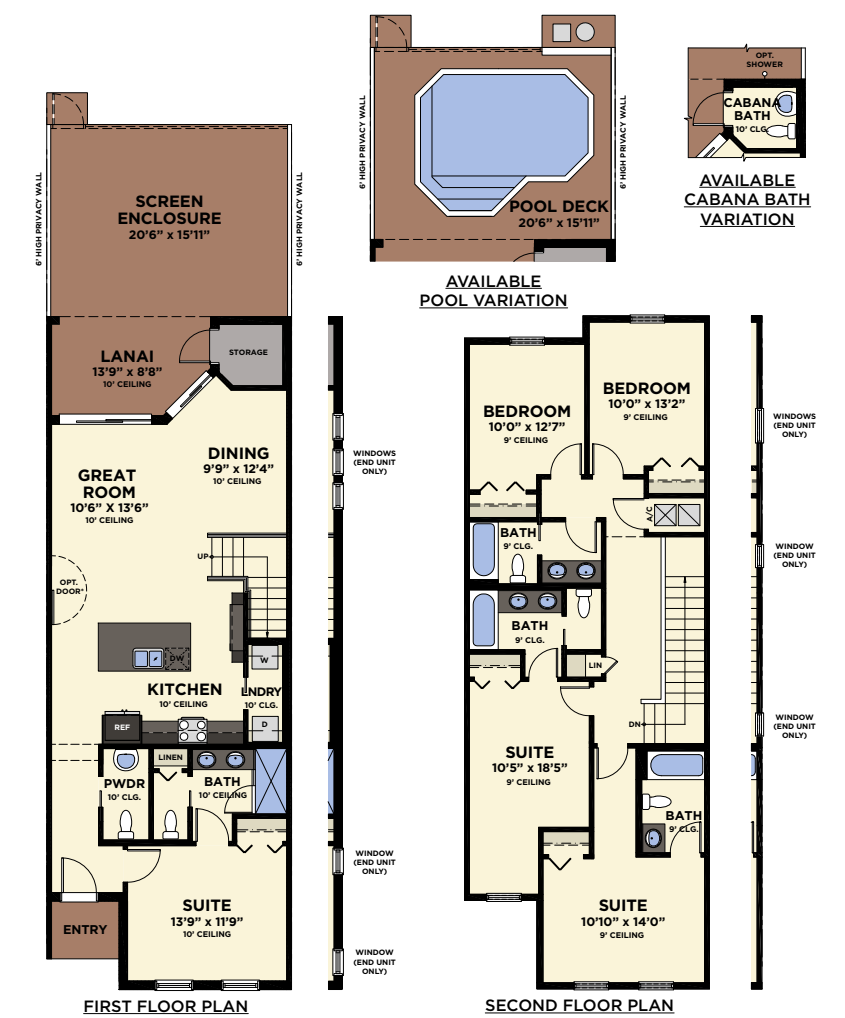 OPT.
SHOWER
CABANA
BATH
10' CLG.
AVAILABLE
CABANA BATH
VARIATION
6' HIGH PRIVACY WALL
6' HIGH PRIVACY WALL
POOL DECK
20'6" x 15'11"
AVAILABLE
POOL VARIATION
6' HIGH PRIVACY WALL
6' HIGH PRIVACY WALL
SCREEN
ENCLOSURE
20'6" x 15'11"
LANAI
13'9" x 8'8"
10' CEILING
STORAGE
DINING
9'9" x 12'4"
10' CEILING
GREAT
ROOM
10'6" X 13'6"
10' CEILING
WINDOWS
(END UNIT
ONLY)
UP
OPT.
DOOR*
DW
W
KITCHEN
10' CEILING
LNDRY
10' CLG.
REF
D
LINEN
PWDR
10' CLG.
BATH
10' CEILING
WINDOW
(END UNIT
ONLY)
SUITE
13'9" x 11'9"
10' CEILING
ENTRY
WINDOW
(END UNIT
ONLY)
FIRST FLOOR PLAN
BEDROOM
10'0" x 13'2"
9' CEILING
BEDROOM
10'0" x 12'7"
9' CEILING
WINDOWS
(END UNIT
ONLY)
A/C
BATH
9' CLG.
WINDOW
(END UNIT
ONLY)
BATH
9' CLG.
LIN
DN
WINDOW
(END UNIT
ONLY)
SUITE
10'5" x 18'5"
9' CEILING
BATH
9' CLG.
SUITE
10'10" x 14'0"
9' CEILING
SECOND FLOOR PLAN